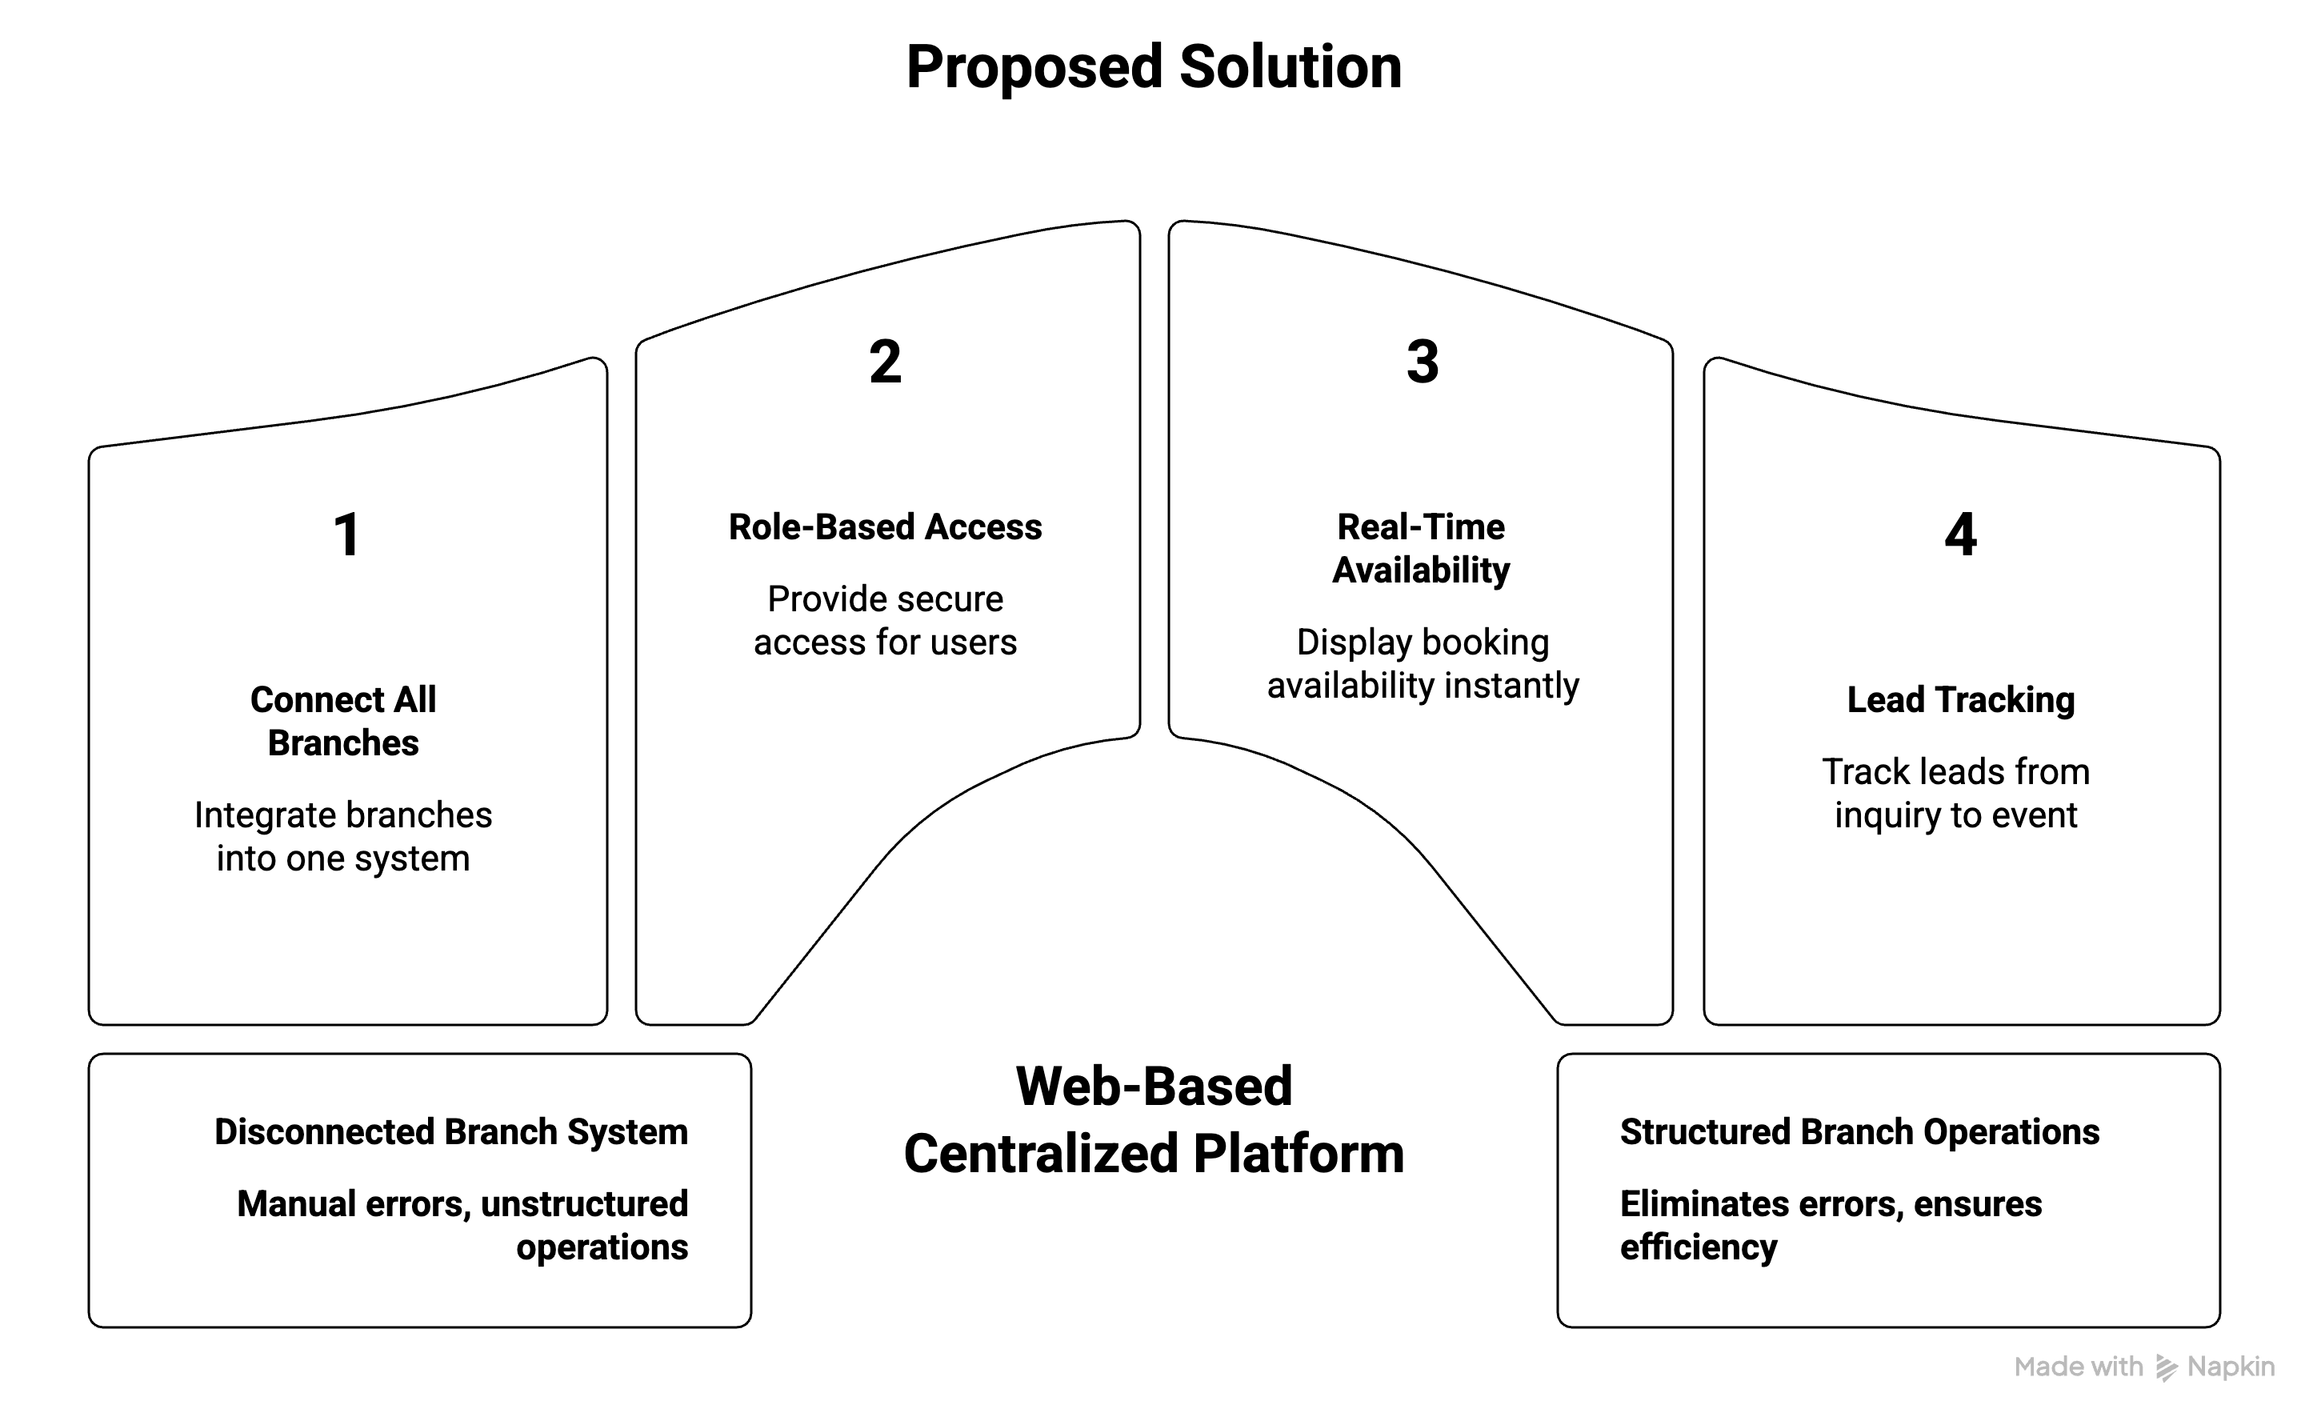 Proposed Solution
1
Connect All
Branches
Integrate branches
into one system
2
Role-Based Access
Provide secure
access for users
3
Real-Time
Availability
Display booking
availability instantly
4
Lead Tracking
Track leads from
inquiry to event
Disconnected Branch System
Manual errors, unstructured
operations
Web-Based
Centralized Platform
Structured Branch Operations
Eliminates errors, ensures
efficiency
Made with Napkin